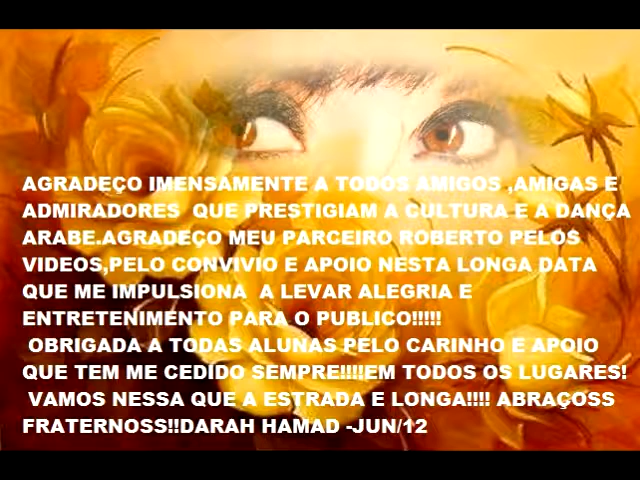 AGRADEÇO IMENSAMENTE A TODOS AMIGOS ,AMIGAS E
ADMIRADORES  QUE PRESTIGIAM A CULTURA E A DANÇA
ARABE.AGRADEÇO MEU PARCEIRO ROBERTO PELOS
VIDEOS,PELO CONVIVIO E APOIO NESTA LONGA DATA
QUE ME IMPULSIONA  A LEVAR ALEGRIA E
ENTRETENIMENTO PARA O PUBLICO!!!!!
OBRIGADA A TODAS ALUNAS PELO CARINHO E APOIO
QUE TEM ME CEDIDO SEMPRE!!!!EM TODOS OS LUGARES!
VAMOS NESSA QUE A ESTRADA E LONGA!!!! ABRAÇOSS
FRATERNOSS!!DARAH HAMAD -JUN/12